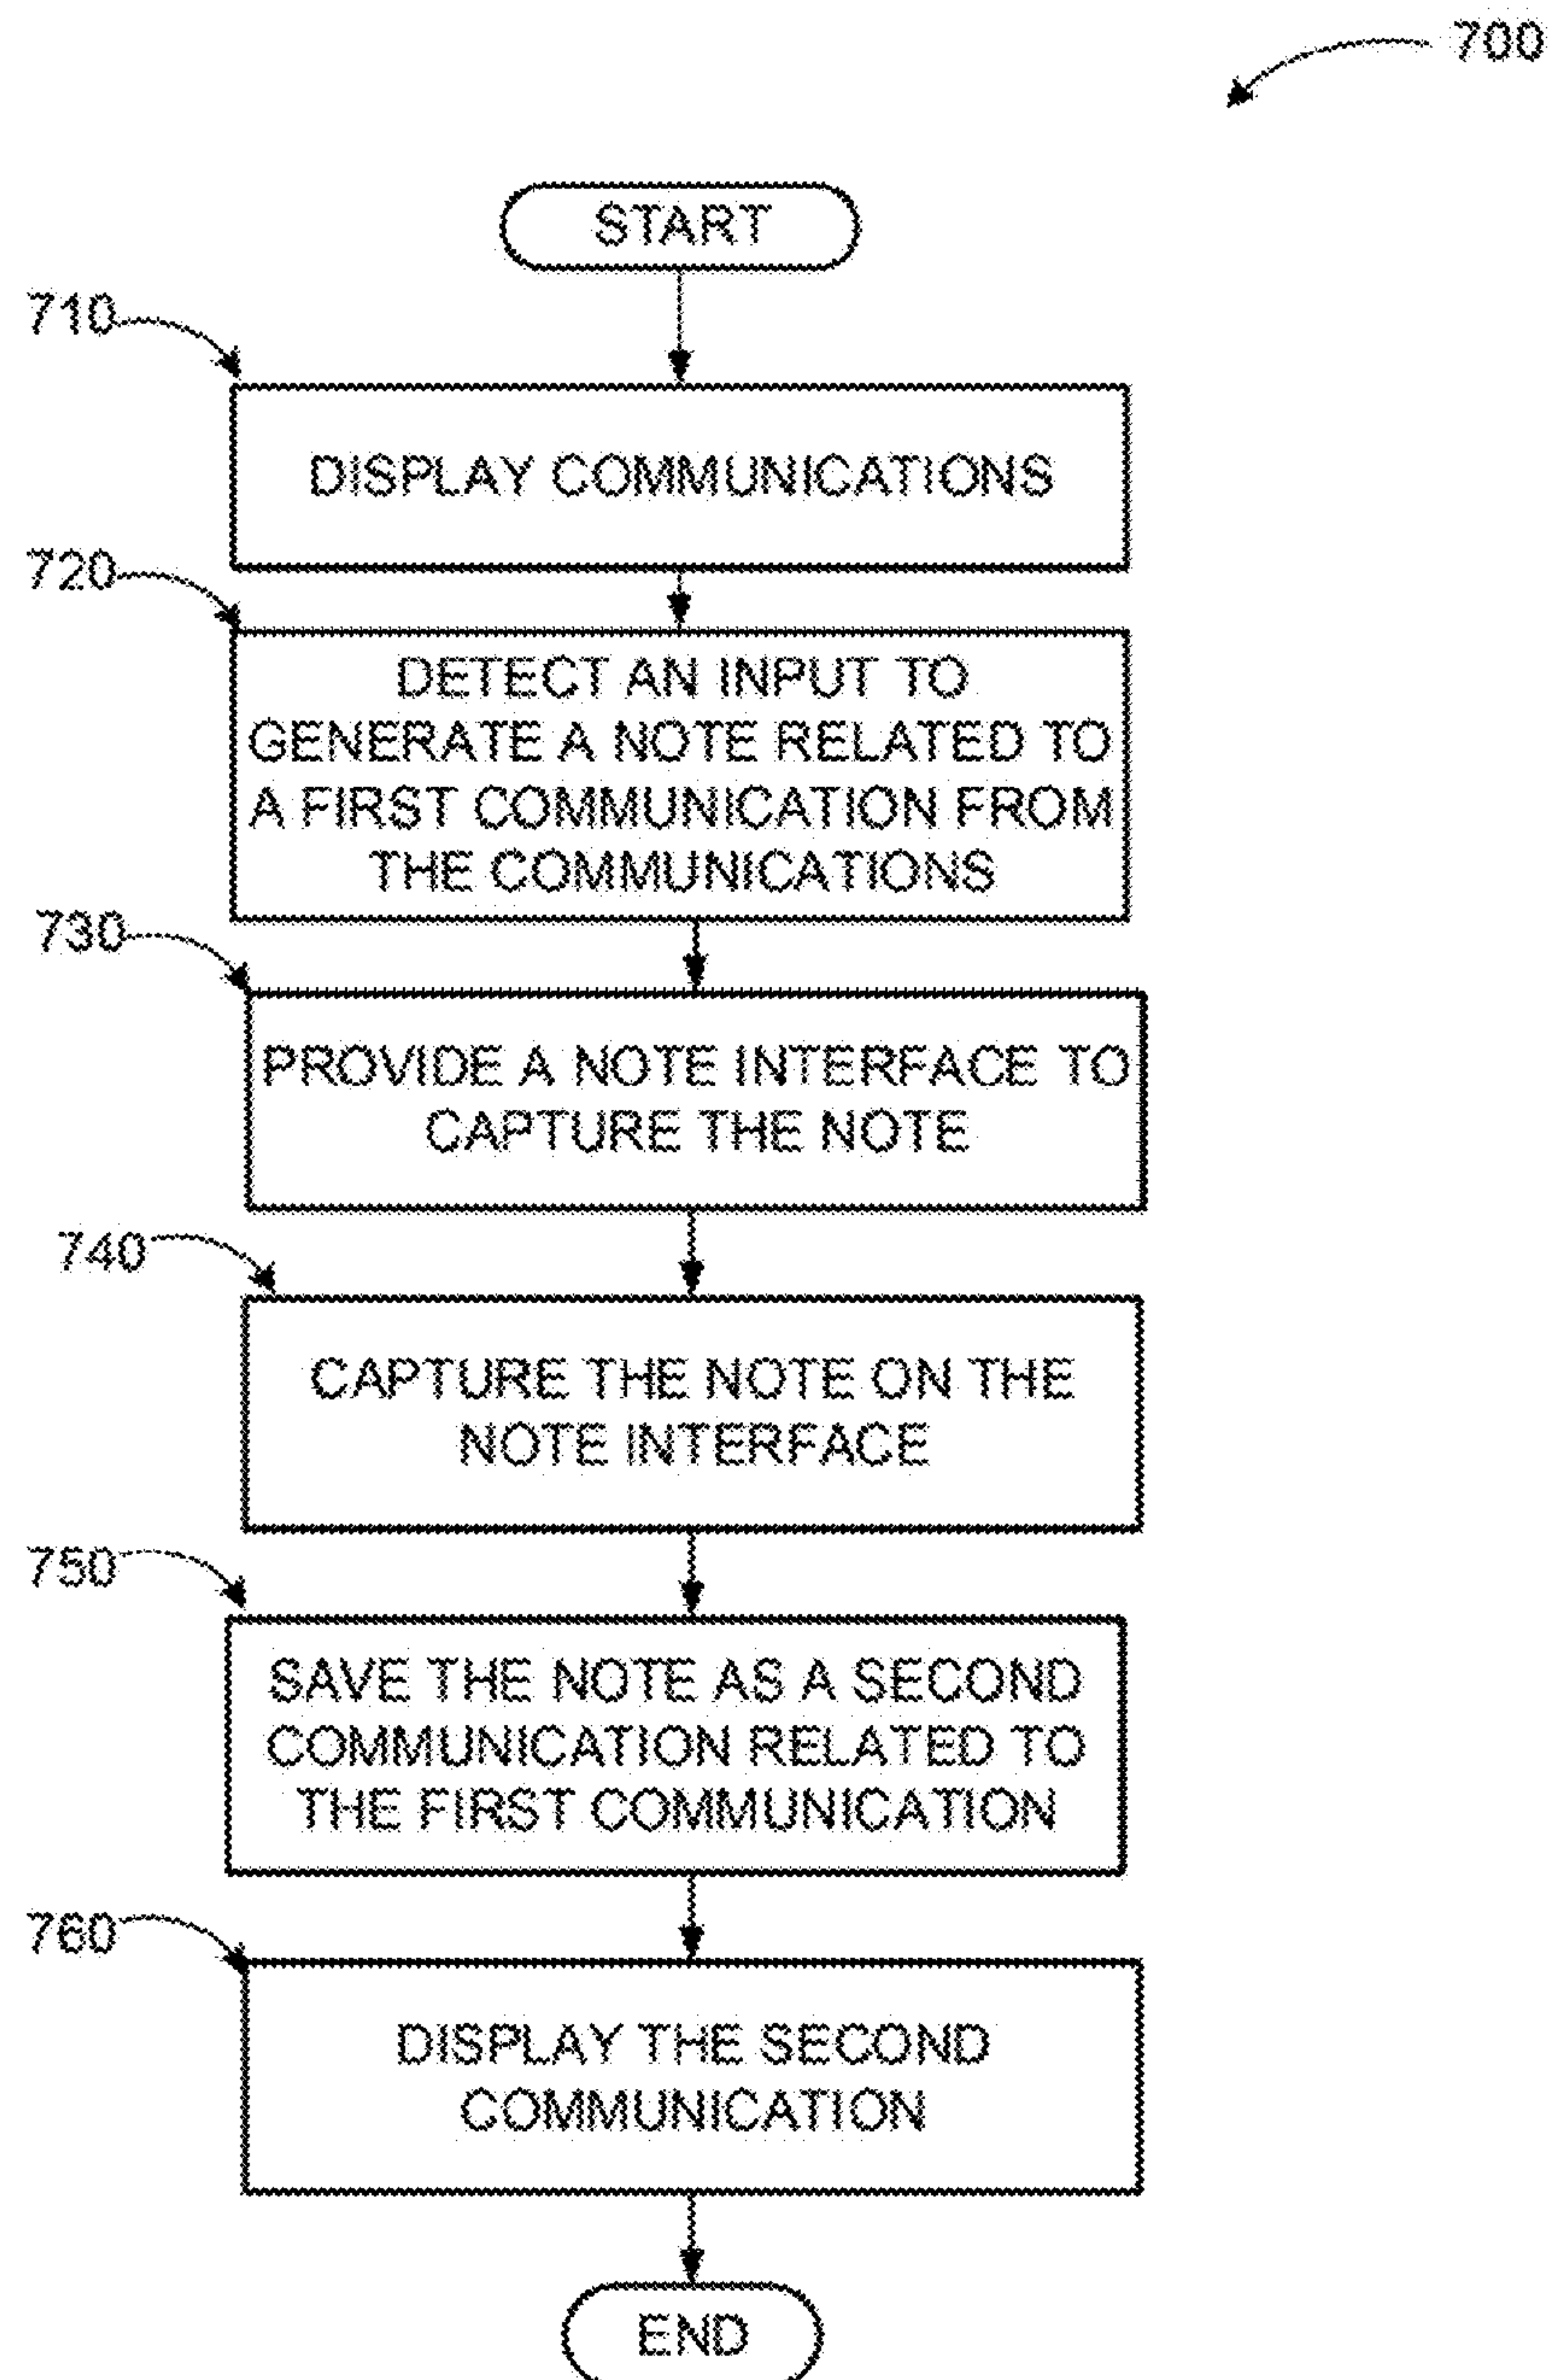 700
START
710
DISPLAY COMMUNICATIONS
720
DETECT AN INPUT TO
GENERATE A NOTE RELATED TO
A FIRST COMMUNICATION FROM
THE COMMUNICATIONS
730
PROVIDE A NOTE INTERFACE TO
CAPTURE THE NOTE
740
CAPTURE THE NOTE ON THE
NOTE INTERFACE
750
SAVE THE NOTE AS A SECOND
COMMUNICATION RELATED TO
THE FIRST COMMUNICATION
760
DISPLAY THE SECOND
COMMUNICATION
END